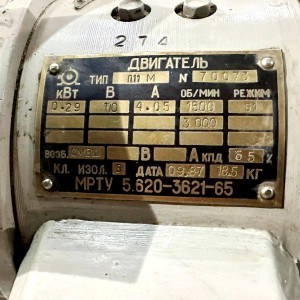 274
ДВИГАТЕЛЬ
ТИП П11 М N 70073
кВт В А ОБ/МИН РЕЖИМ
0.29 110 4.05 1500 S1
3000
ВОЗБ. В А КПД 65 %
КЛ. ИЗОЛ. В ДАТА 09.87 18.5 КГ
МРТУ 5.620-3621-65